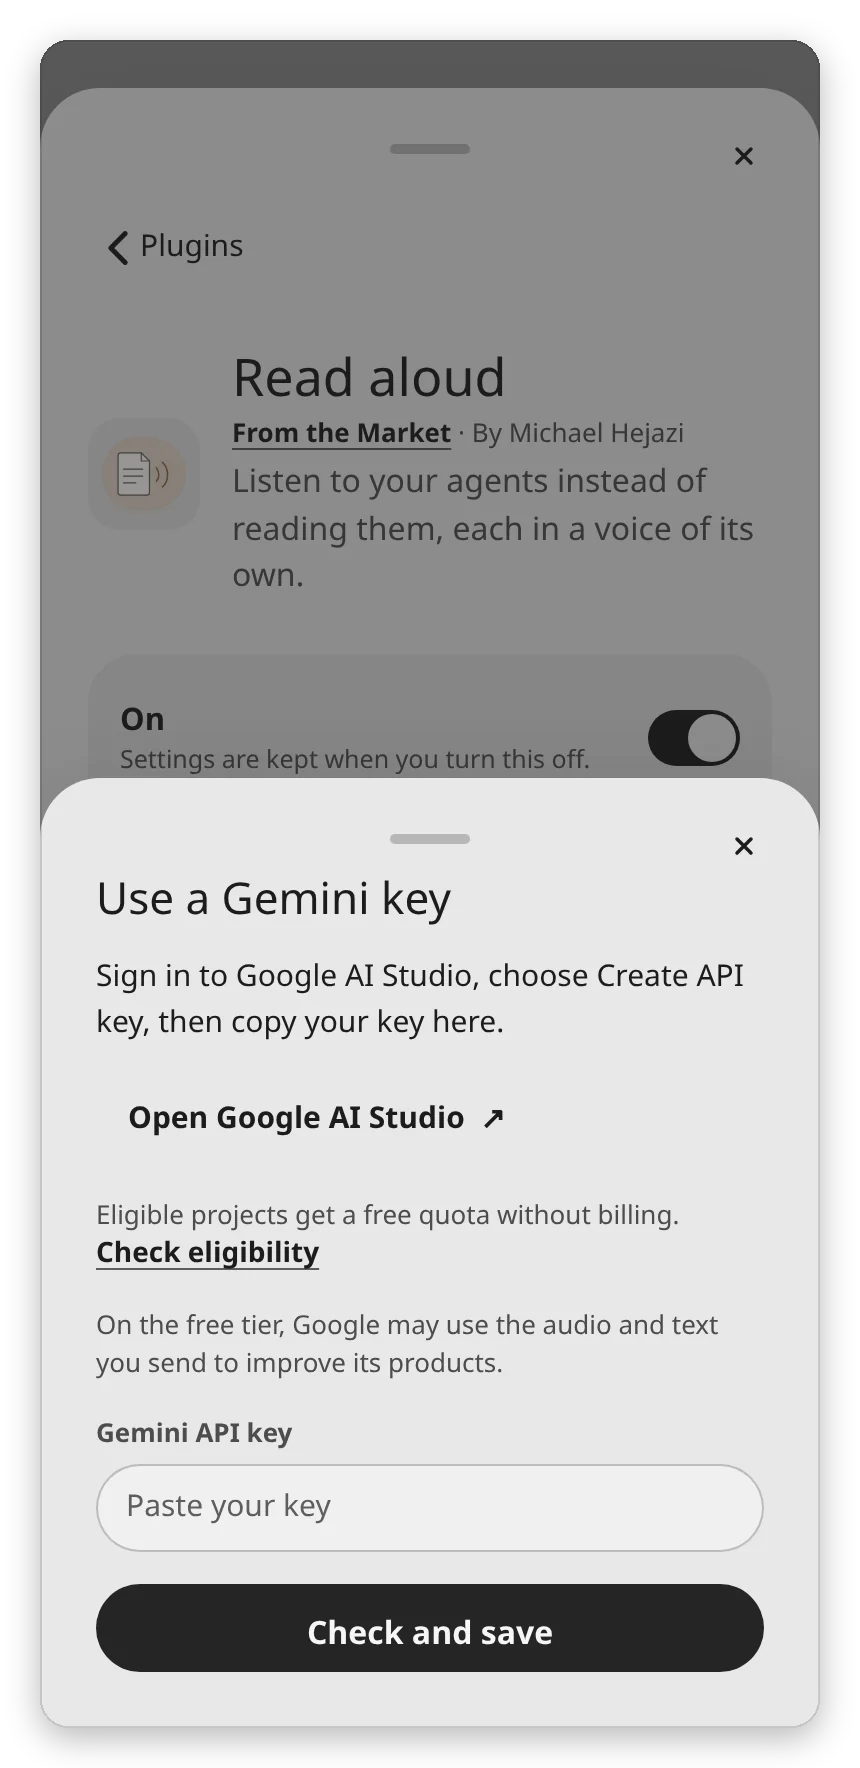 Plugins
Read aloud
From the Market · By Michael Hejazi
Listen to your agents instead of
reading them, each in a voice of its
own.
On
Settings are kept when you turn this off.
Use a Gemini key
Sign in to Google AI Studio, choose Create API
key, then copy your key here.
Open Google AI Studio ↗
Eligible projects get a free quota without billing.
Check eligibility
On the free tier, Google may use the audio and text
you send to improve its products.
Gemini API key
Paste your key
Check and save